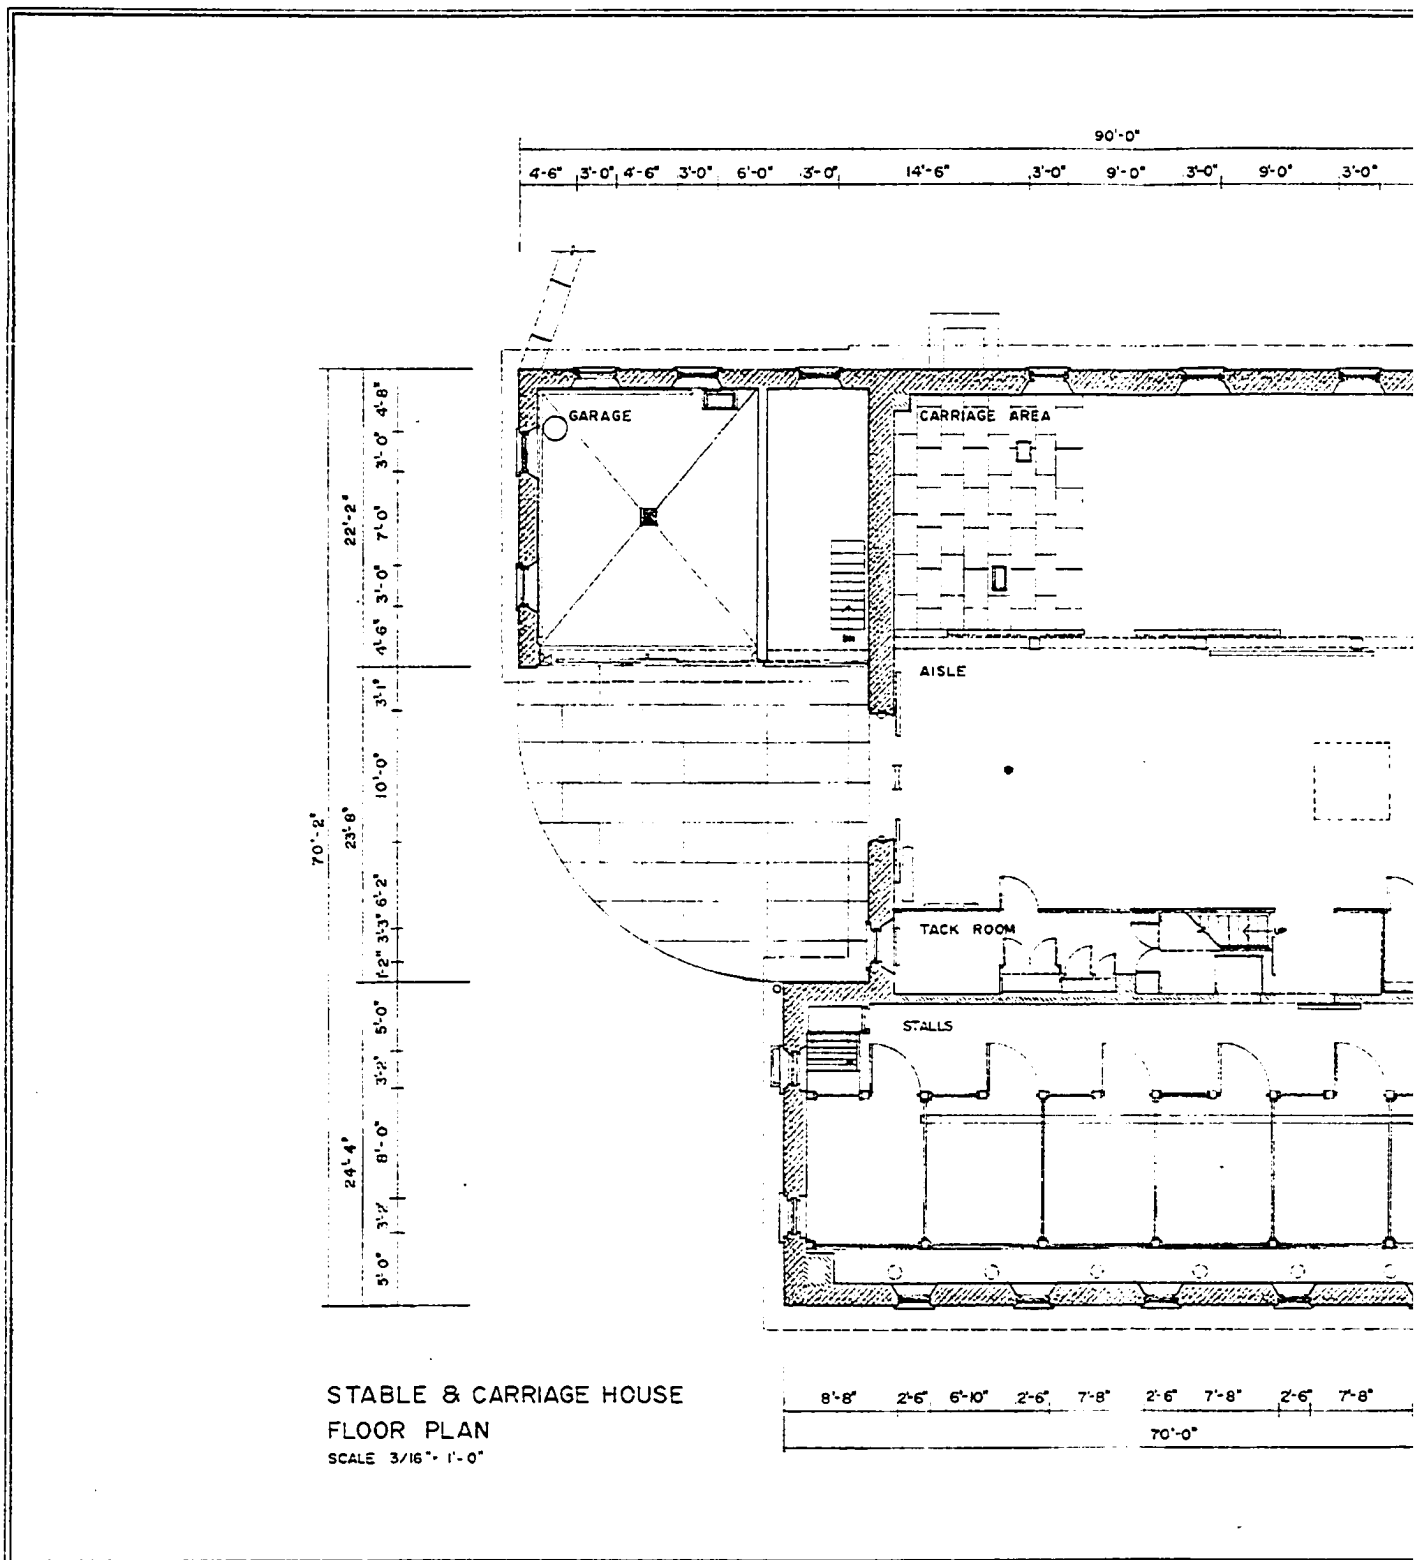 90'-0"
4'-6" 3'-0" 4'-6" 3'-0" 6'-0" 3'-0" 14'-6" 3'-0" 9'-0" 3'-0" 9'-0" 3'-0"
GARAGE
CARRIAGE AREA
AISLE
TACK ROOM
UP
STALLS
70'-2"
22'-2"
23'-8"
24'-4"
4'-8"
3'-0"
7'-0"
3'-0"
4'-6"
3'-1"
10'-0"
6'-2"
3'-3"
1'-2"
5'-0"
3'-2"
8'-0"
3'-2"
5'-0"
8'-8" 2'-6" 6'-10" 2'-6" 7'-8" 2'-6" 7'-8" 2'-6" 7'-8"
70'-0"
STABLE & CARRIAGE HOUSE
FLOOR PLAN
SCALE 3/16" = 1'-0"